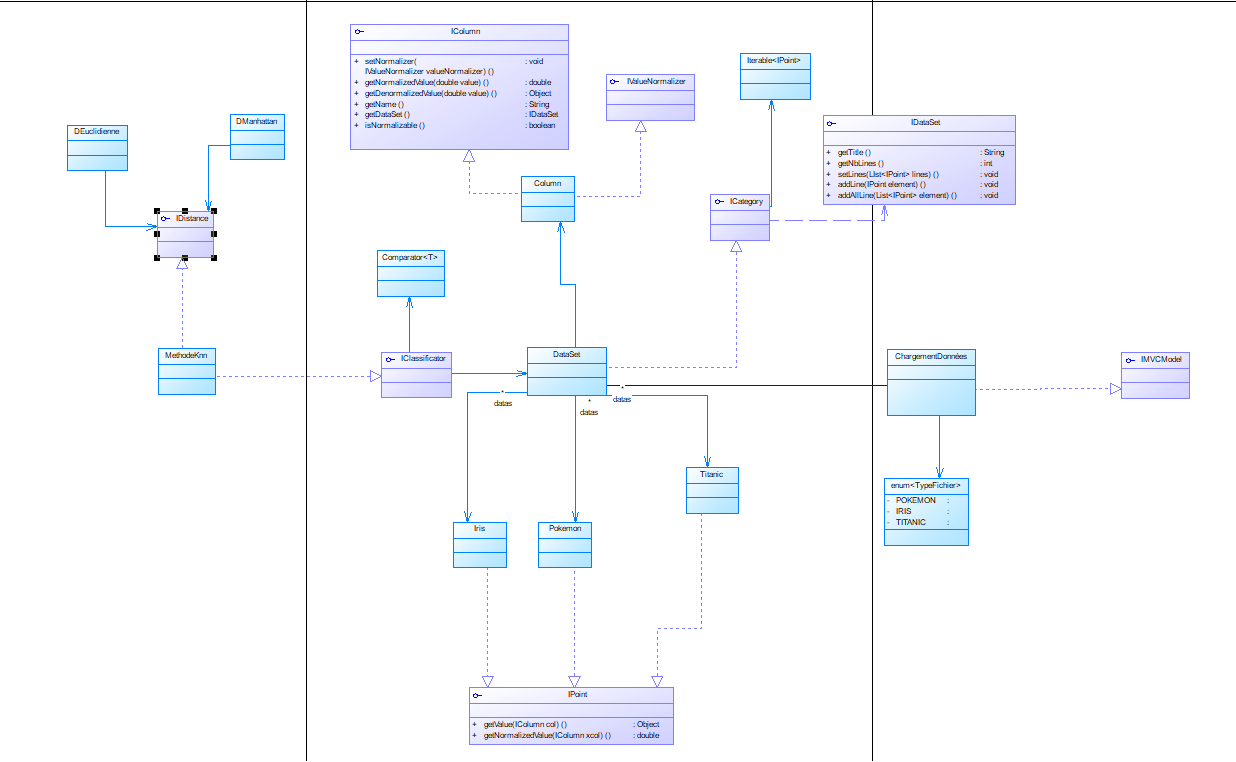 DEuclidienne
DManhattan
IDistance
MethodeKnn
IColumn
+ setNormalizer( : void
IValueNormalizer valueNormalizer) ()
+ getNormalizedValue(double value) () : double
+ getDenormalizedValue(double value) () : Object
+ getName () : String
+ getDataSet () : IDataSet
+ isNormalizable () : boolean
IValueNormalizer
Iterable<IPoint>
IDataSet
+ getTitle () : String
+ getNbLines () : int
+ setLines(LIst<IPoint> lines) () : void
+ addLine(IPoint element) () : void
+ addAllLine(List<IPoint> element) () : void
Column
ICategory
Comparator<T>
IClassificator
DataSet
*
datas
*
datas
*
datas
ChargementDonnées
IMVCModel
enum<TypeFichier>
- POKEMON :
- IRIS :
- TITANIC :
Titanic
Iris
Pokemon
IPoint
+ getValue(IColumn col) () : Object
+ getNormalizedValue(IColumn xcol) () : double